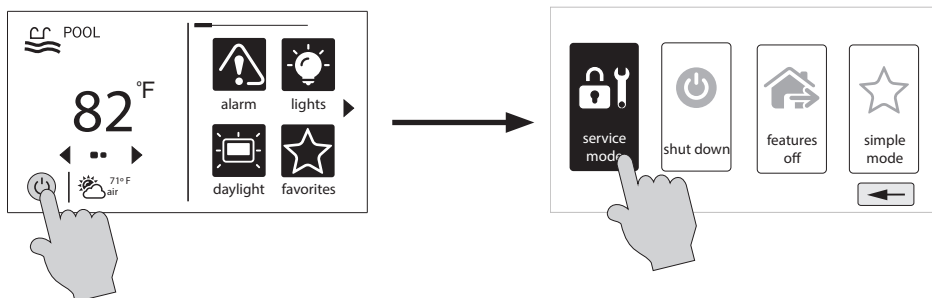 POOL
82°F
71° F
air
alarm
lights
daylight
favorites
service
mode
shut down
features
off
simple
mode